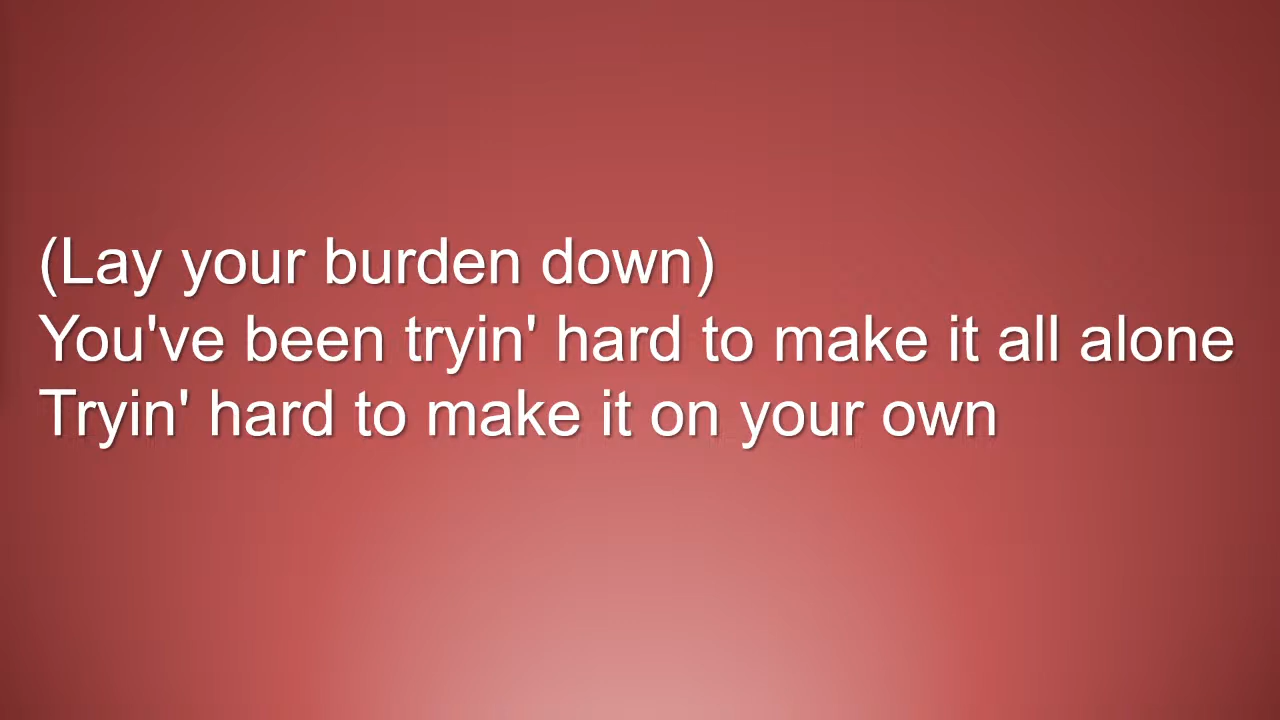 (Lay your burden down)
You've been tryin' hard to make it all alone
Tryin' hard to make it on your own